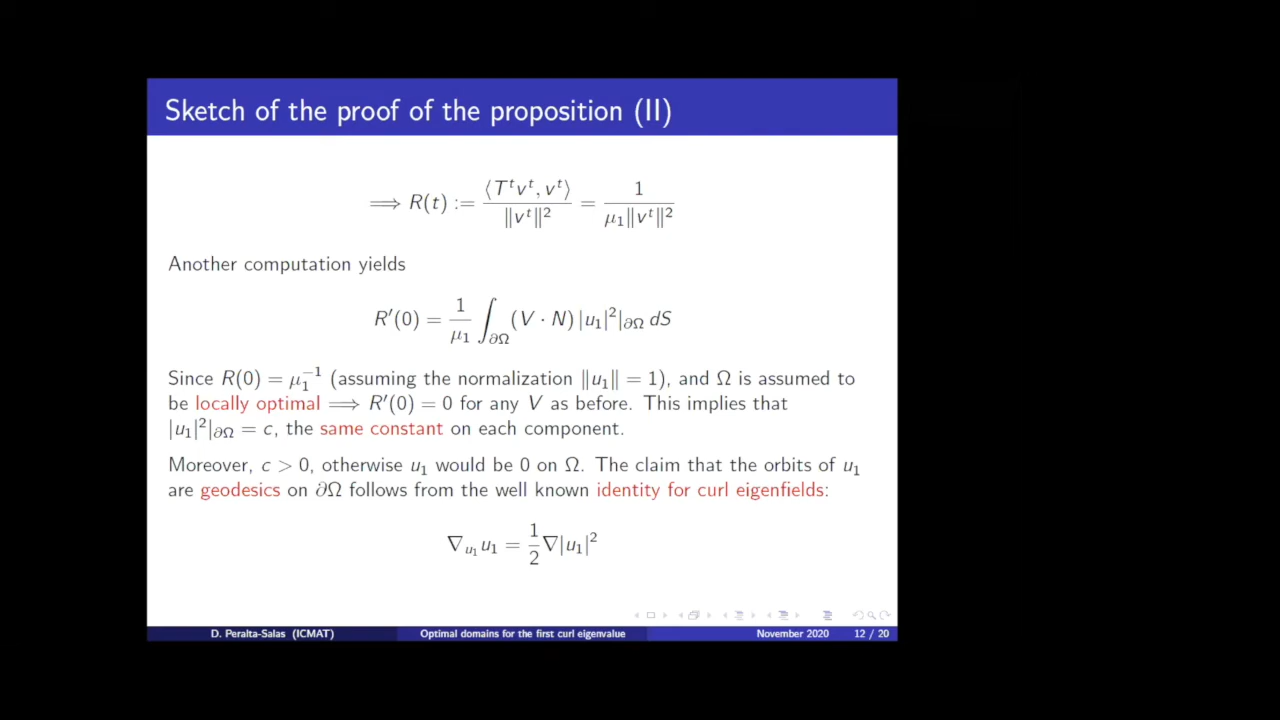 Sketch of the proof of the proposition (II)
⟹ R(t) := ⟨Tᵗvᵗ, vᵗ⟩ / ‖vᵗ‖² = 1 / μ₁‖vᵗ‖²
Another computation yields
R′(0) = 1/μ₁ ∫_∂Ω (V · N) |u₁|²|_∂Ω dS
Since R(0) = μ₁⁻¹ (assuming the normalization ‖u₁‖ = 1), and Ω is assumed to
be locally optimal ⟹ R′(0) = 0 for any V as before. This implies that
|u₁|²|_∂Ω = c, the same constant on each component.
Moreover, c > 0, otherwise u₁ would be 0 on Ω. The claim that the orbits of u₁
are geodesics on ∂Ω follows from the well known identity for curl eigenfields:
∇_u₁ u₁ = 1/2 ∇|u₁|²
D. Peralta-Salas (ICMAT) Optimal domains for the first curl eigenvalue November 2020 12 / 20